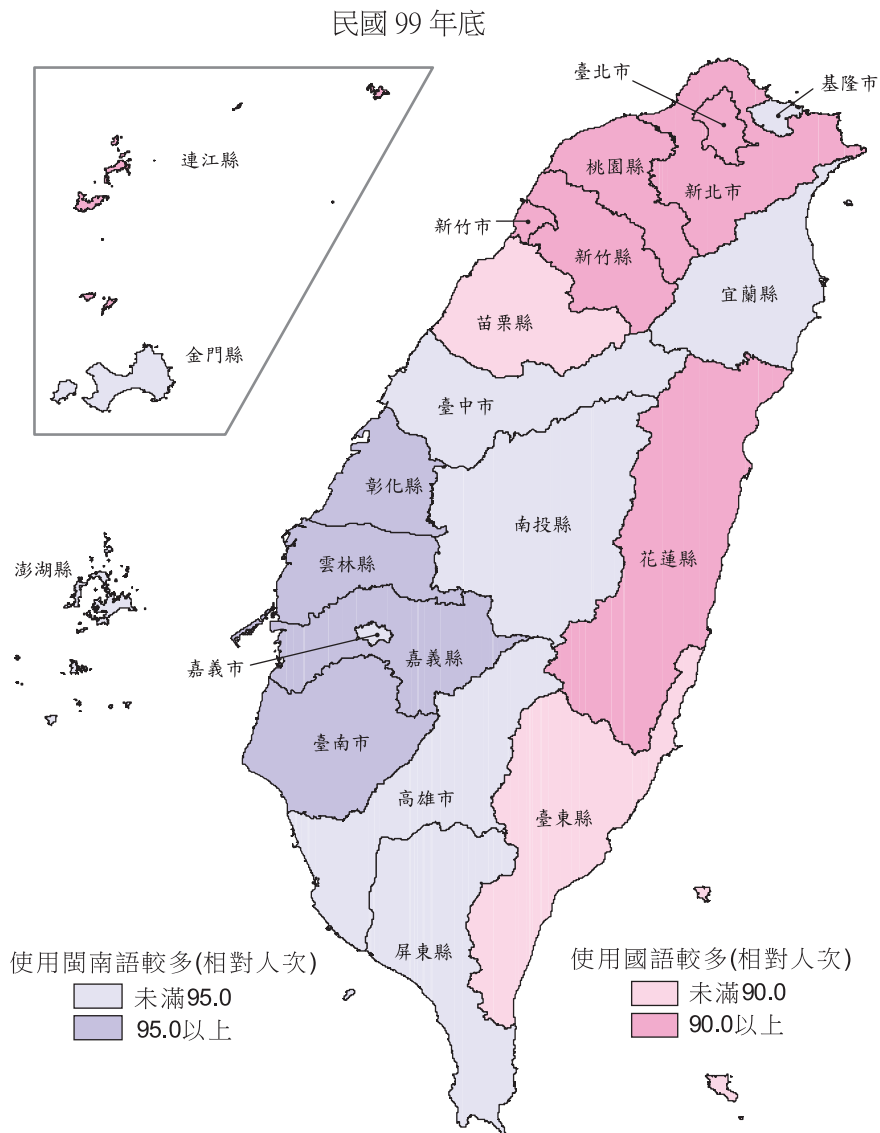 民國 99 年底
臺北市
基隆市
連江縣
桃園縣
新北市
新竹市
新竹縣
宜蘭縣
苗栗縣
金門縣
臺中市
彰化縣
南投縣
花蓮縣
澎湖縣
雲林縣
嘉義市
嘉義縣
臺南市
高雄市
臺東縣
屏東縣
使用閩南語較多(相對人次)
未滿95.0
95.0以上
使用國語較多(相對人次)
未滿90.0
90.0以上